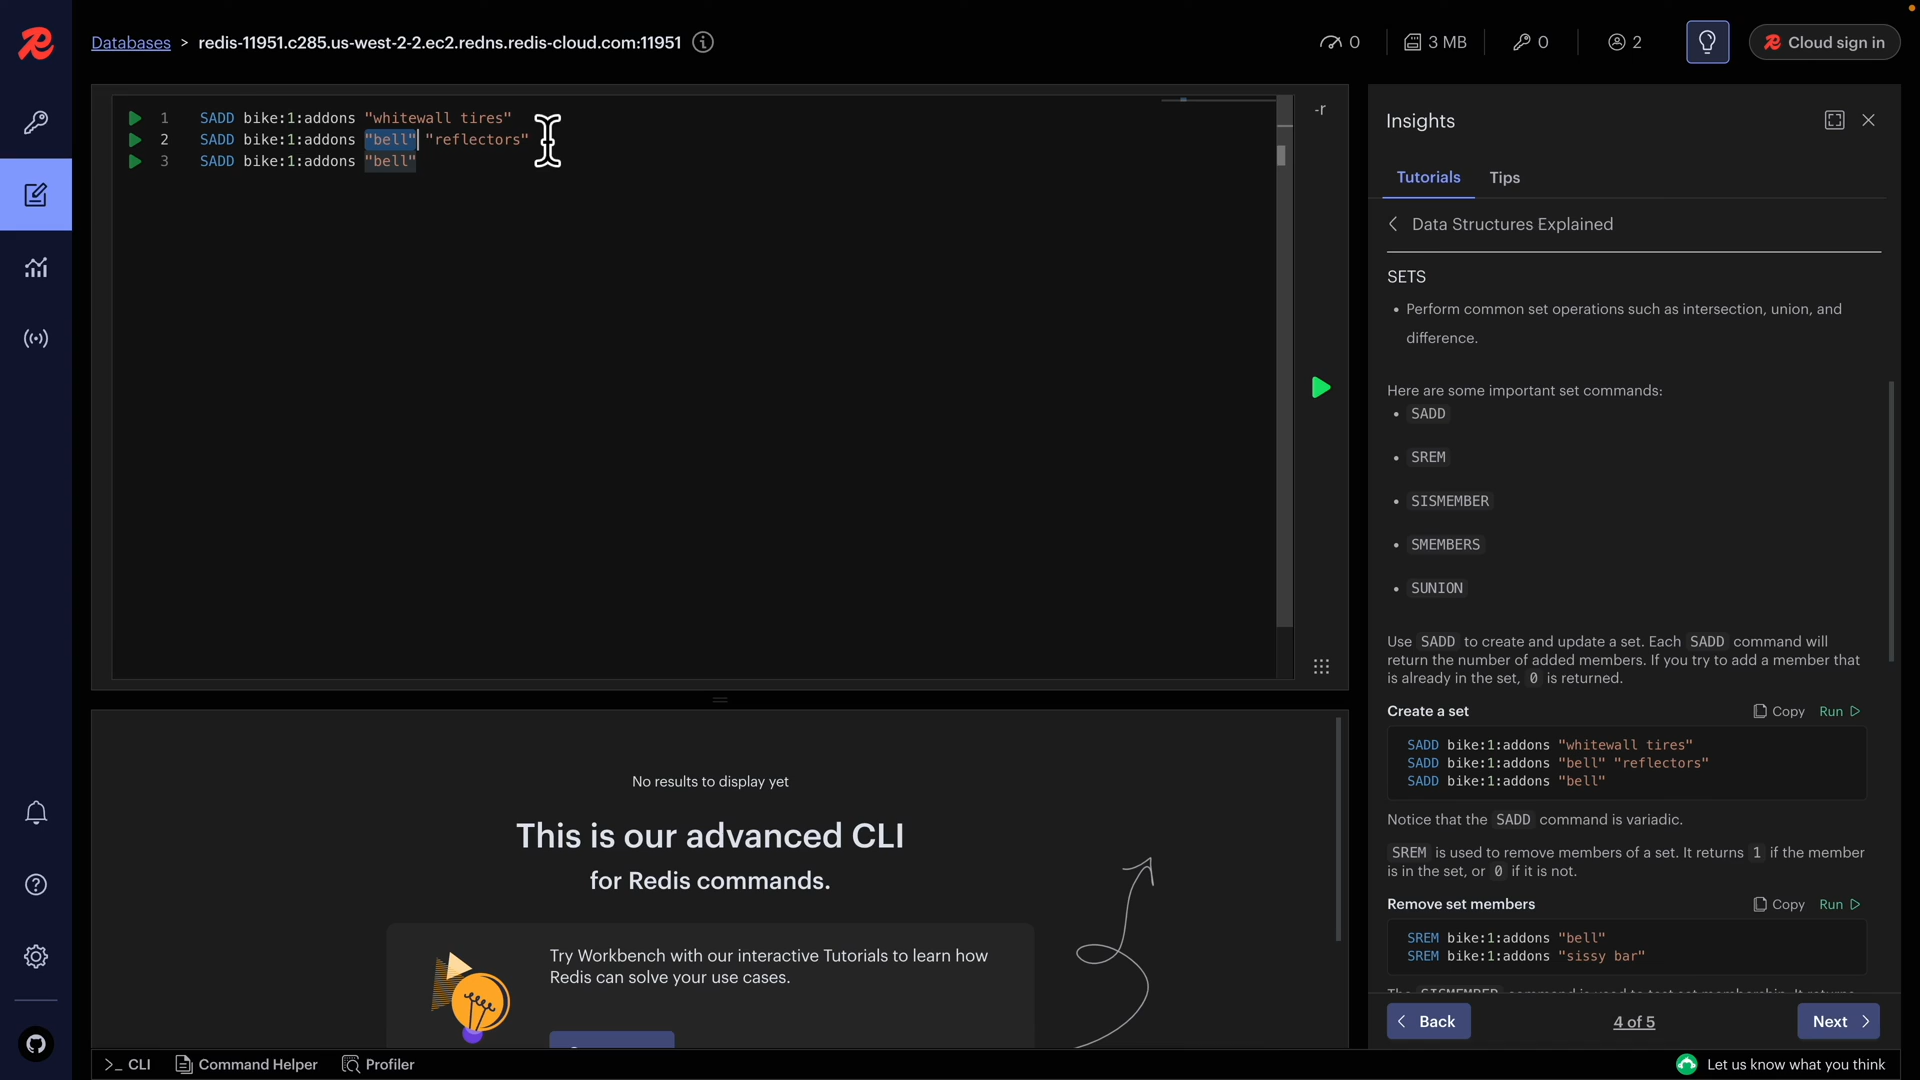 Databases > redis-11951.c285.us-west-2-2.ec2.redns.redis-cloud.com:11951
0
3 MB
0
2
Cloud sign in
1 SADD bike:1:addons "whitewall tires"
2 SADD bike:1:addons "bell" "reflectors"
3 SADD bike:1:addons "bell"
-r
Insights
Tutorials
Tips
Data Structures Explained
SETS
• Perform common set operations such as intersection, union, and
difference.
Here are some important set commands:
• SADD
• SREM
• SISMEMBER
• SMEMBERS
• SUNION
Use SADD to create and update a set. Each SADD command will
return the number of added members. If you try to add a member that
is already in the set, 0 is returned.
Create a set
Copy
Run
SADD bike:1:addons "whitewall tires"
SADD bike:1:addons "bell" "reflectors"
SADD bike:1:addons "bell"
Notice that the SADD command is variadic.
SREM is used to remove members of a set. It returns 1 if the member
is in the set, or 0 if it is not.
Remove set members
Copy
Run
SREM bike:1:addons "bell"
SREM bike:1:addons "sissy bar"
The SISMEMBER command is used to test set membership. It returns
Back
4 of 5
Next
No results to display yet
This is our advanced CLI
for Redis commands.
Try Workbench with our interactive Tutorials to learn how
Redis can solve your use cases.
>_ CLI
Command Helper
Profiler
Let us know what you think